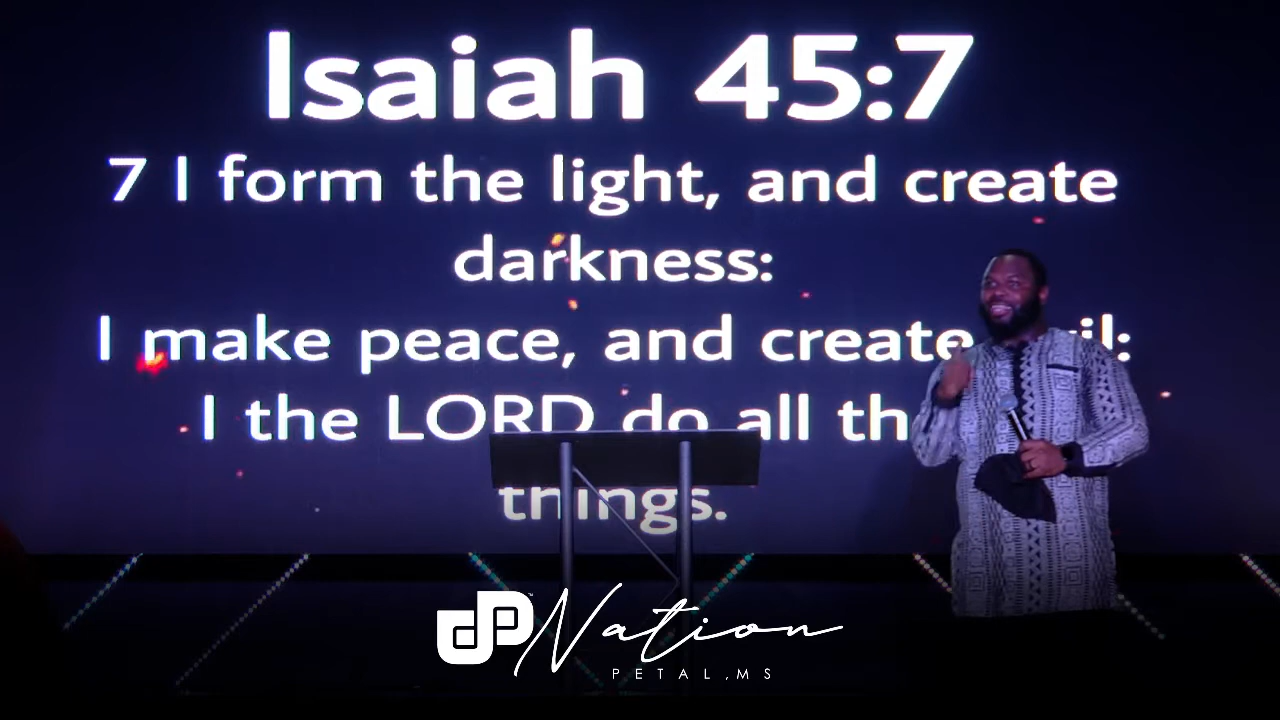 Isaiah 45:7
7 I form the light, and create
darkness:
I make peace, and create
I the LORD do all
things.
dP Nation
PETAL, MS